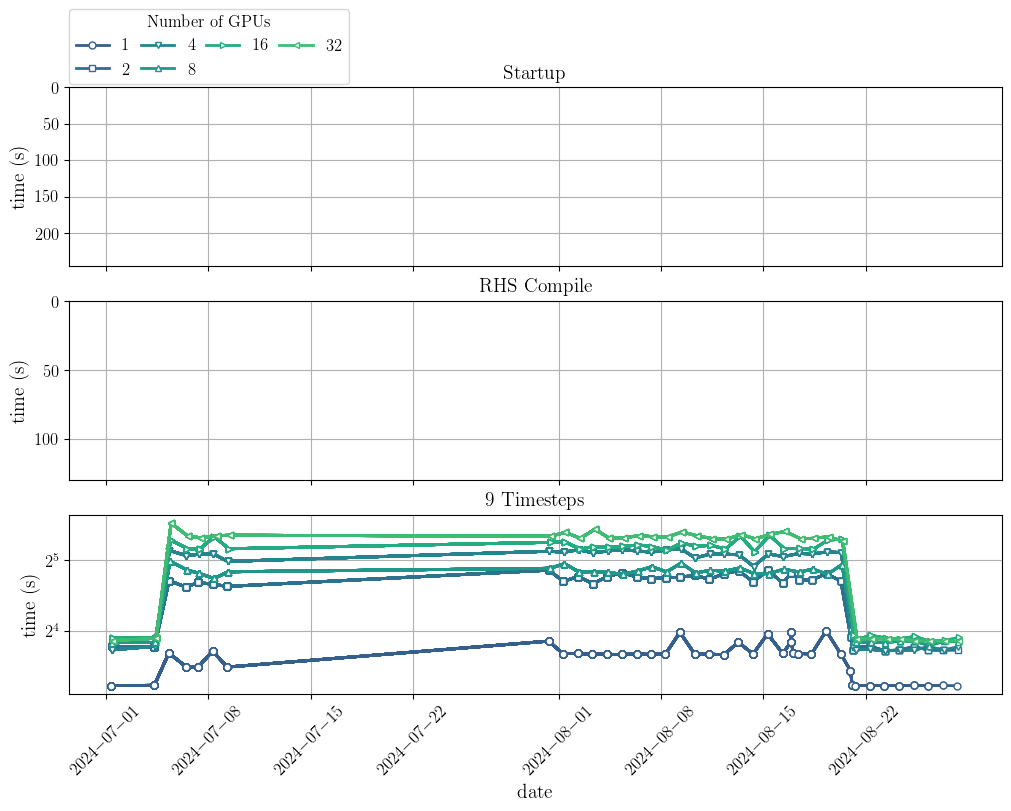 Number of GPUs
1 4 16 32
2 8
Startup
0
50
100
150
200
time (s)
RHS Compile
0
50
100
time (s)
9 Timesteps
2^5
2^4
time (s)
2024−07−01 2024−07−08 2024−07−15 2024−07−22 2024−08−01 2024−08−08 2024−08−15 2024−08−22
date